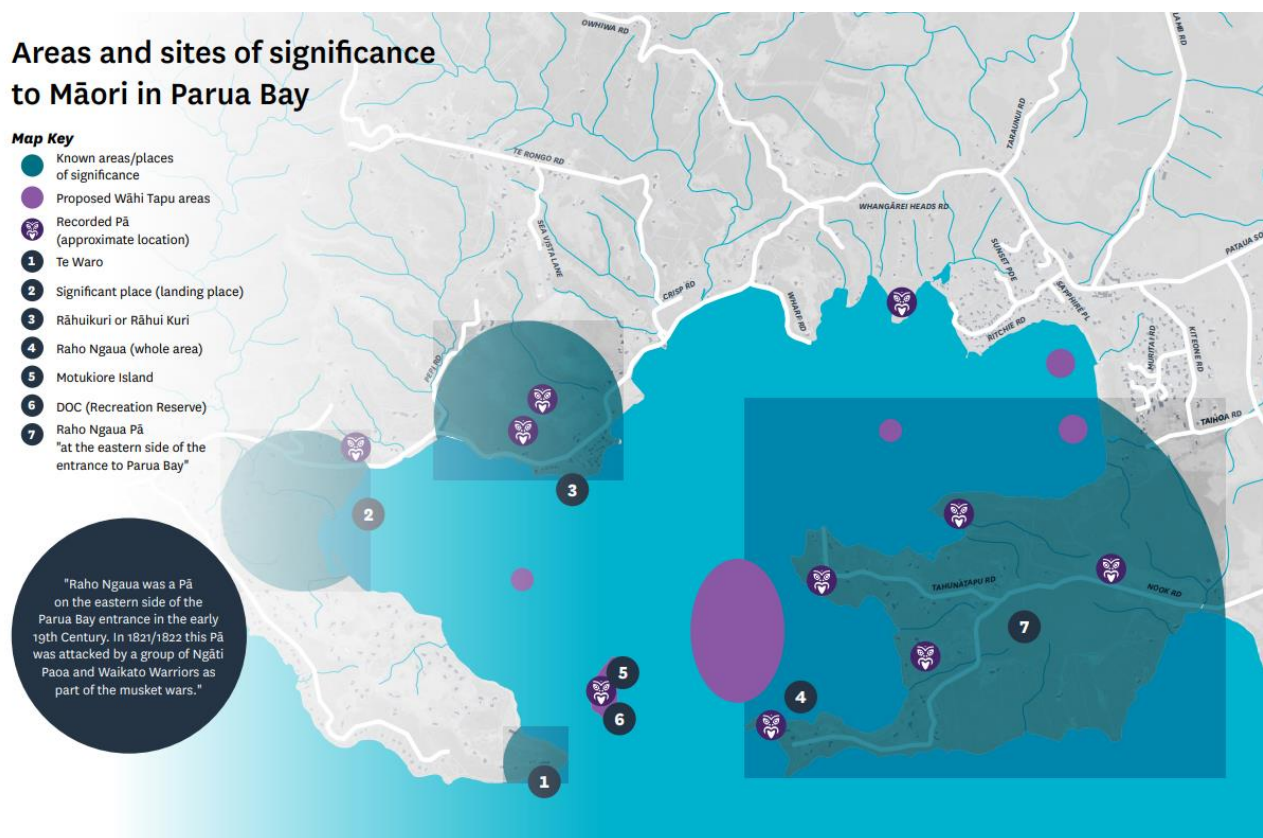 Areas and sites of significance
to Māori in Parua Bay
Map Key
Known areas/places
of significance
Proposed Wāhi Tapu areas
Recorded Pā
(approximate location)
1 Te Waro
2 Significant place (landing place)
3 Rāhuikuri or Rāhui Kuri
4 Raho Ngaua (whole area)
5 Motukiore Island
6 DOC (Recreation Reserve)
7 Raho Ngaua Pā
"at the eastern side of the
entrance to Parua Bay"
"Raho Ngaua was a Pā
on the eastern side of the
Parua Bay entrance in the early
19th Century. In 1821/1822 this Pā
was attacked by a group of Ngāti
Paoa and Waikato Warriors as
part of the musket wars."
OWHIWA RD
LAMB RD
TARAUNUI RD
TE RONGO RD
WHANGĀREI HEADS RD
SEA VISTA LANE
SUNSET PDE
PATAUA SO
CRISP RD
SAPPHIRE PL
WHARF RD
RITCHIE RD
MURITAI RD
KITEONE RD
PEPI RD
TAIHOA RD
3
2
TAHUNATAPU RD
NOOK RD
7
5
4
6
1